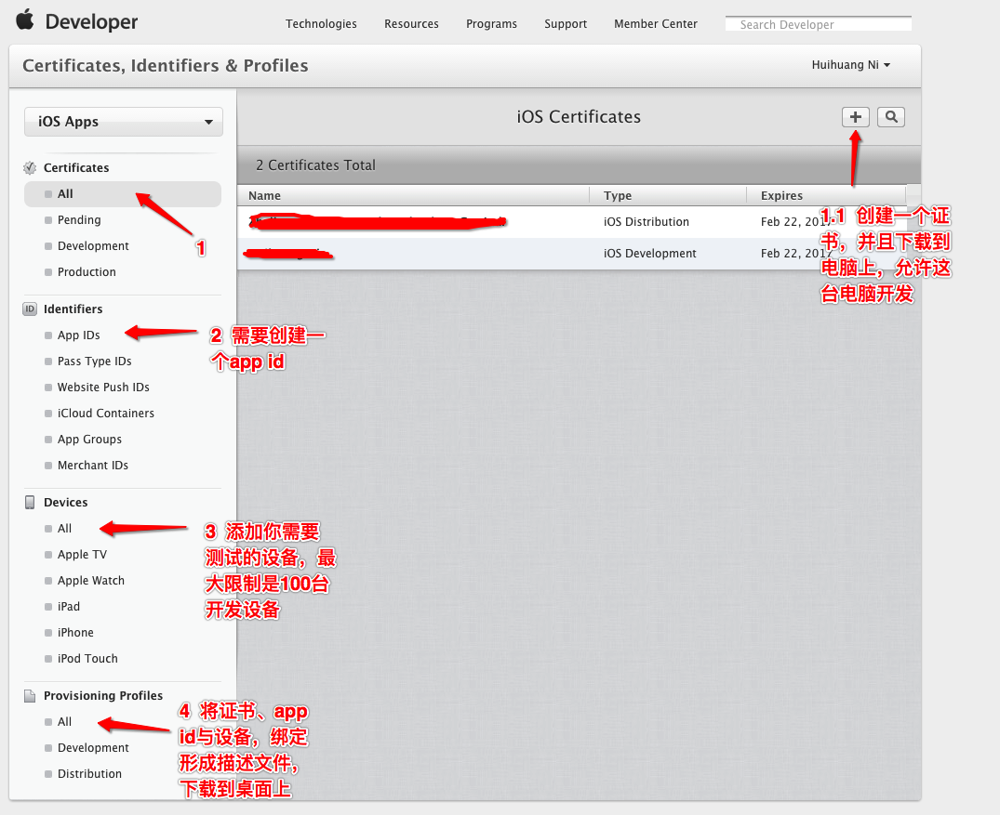 Developer
Technologies Resources Programs Support Member Center Search Developer
Certificates, Identifiers & Profiles
Huihuang Ni
iOS Apps
Certificates
All
Pending
Development
Production
1
Identifiers
App IDs
Pass Type IDs
Website Push IDs
iCloud Containers
App Groups
Merchant IDs
2 需要创建一
个app id
Devices
All
Apple TV
Apple Watch
iPad
iPhone
iPod Touch
3 添加你需要
测试的设备，最
大限制是100台
开发设备
Provisioning Profiles
All
Development
Distribution
4 将证书、app
id与设备，绑定
形成描述文件，
下载到桌面上
iOS Certificates
2 Certificates Total
Name Type Expires
iOS Distribution Feb 22, 2017
iOS Development Feb 22, 2017
1.1 创建一个证
书，并且下载到
电脑上，允许这
台电脑开发